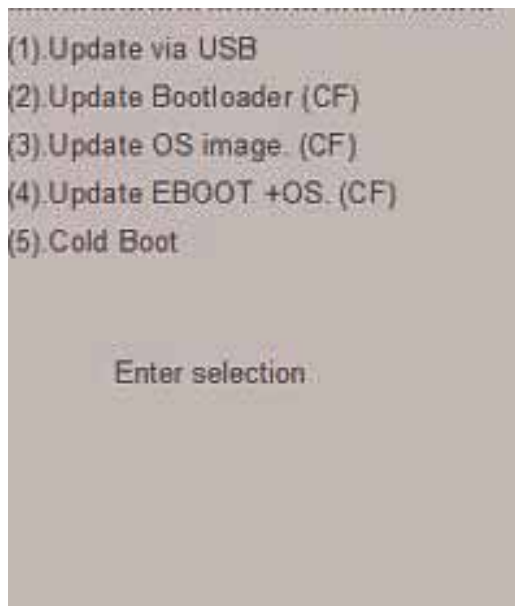 (1).Update via USB
(2).Update Bootloader (CF)
(3).Update OS image. (CF)
(4).Update EBOOT +OS. (CF)
(5).Cold Boot
Enter selection